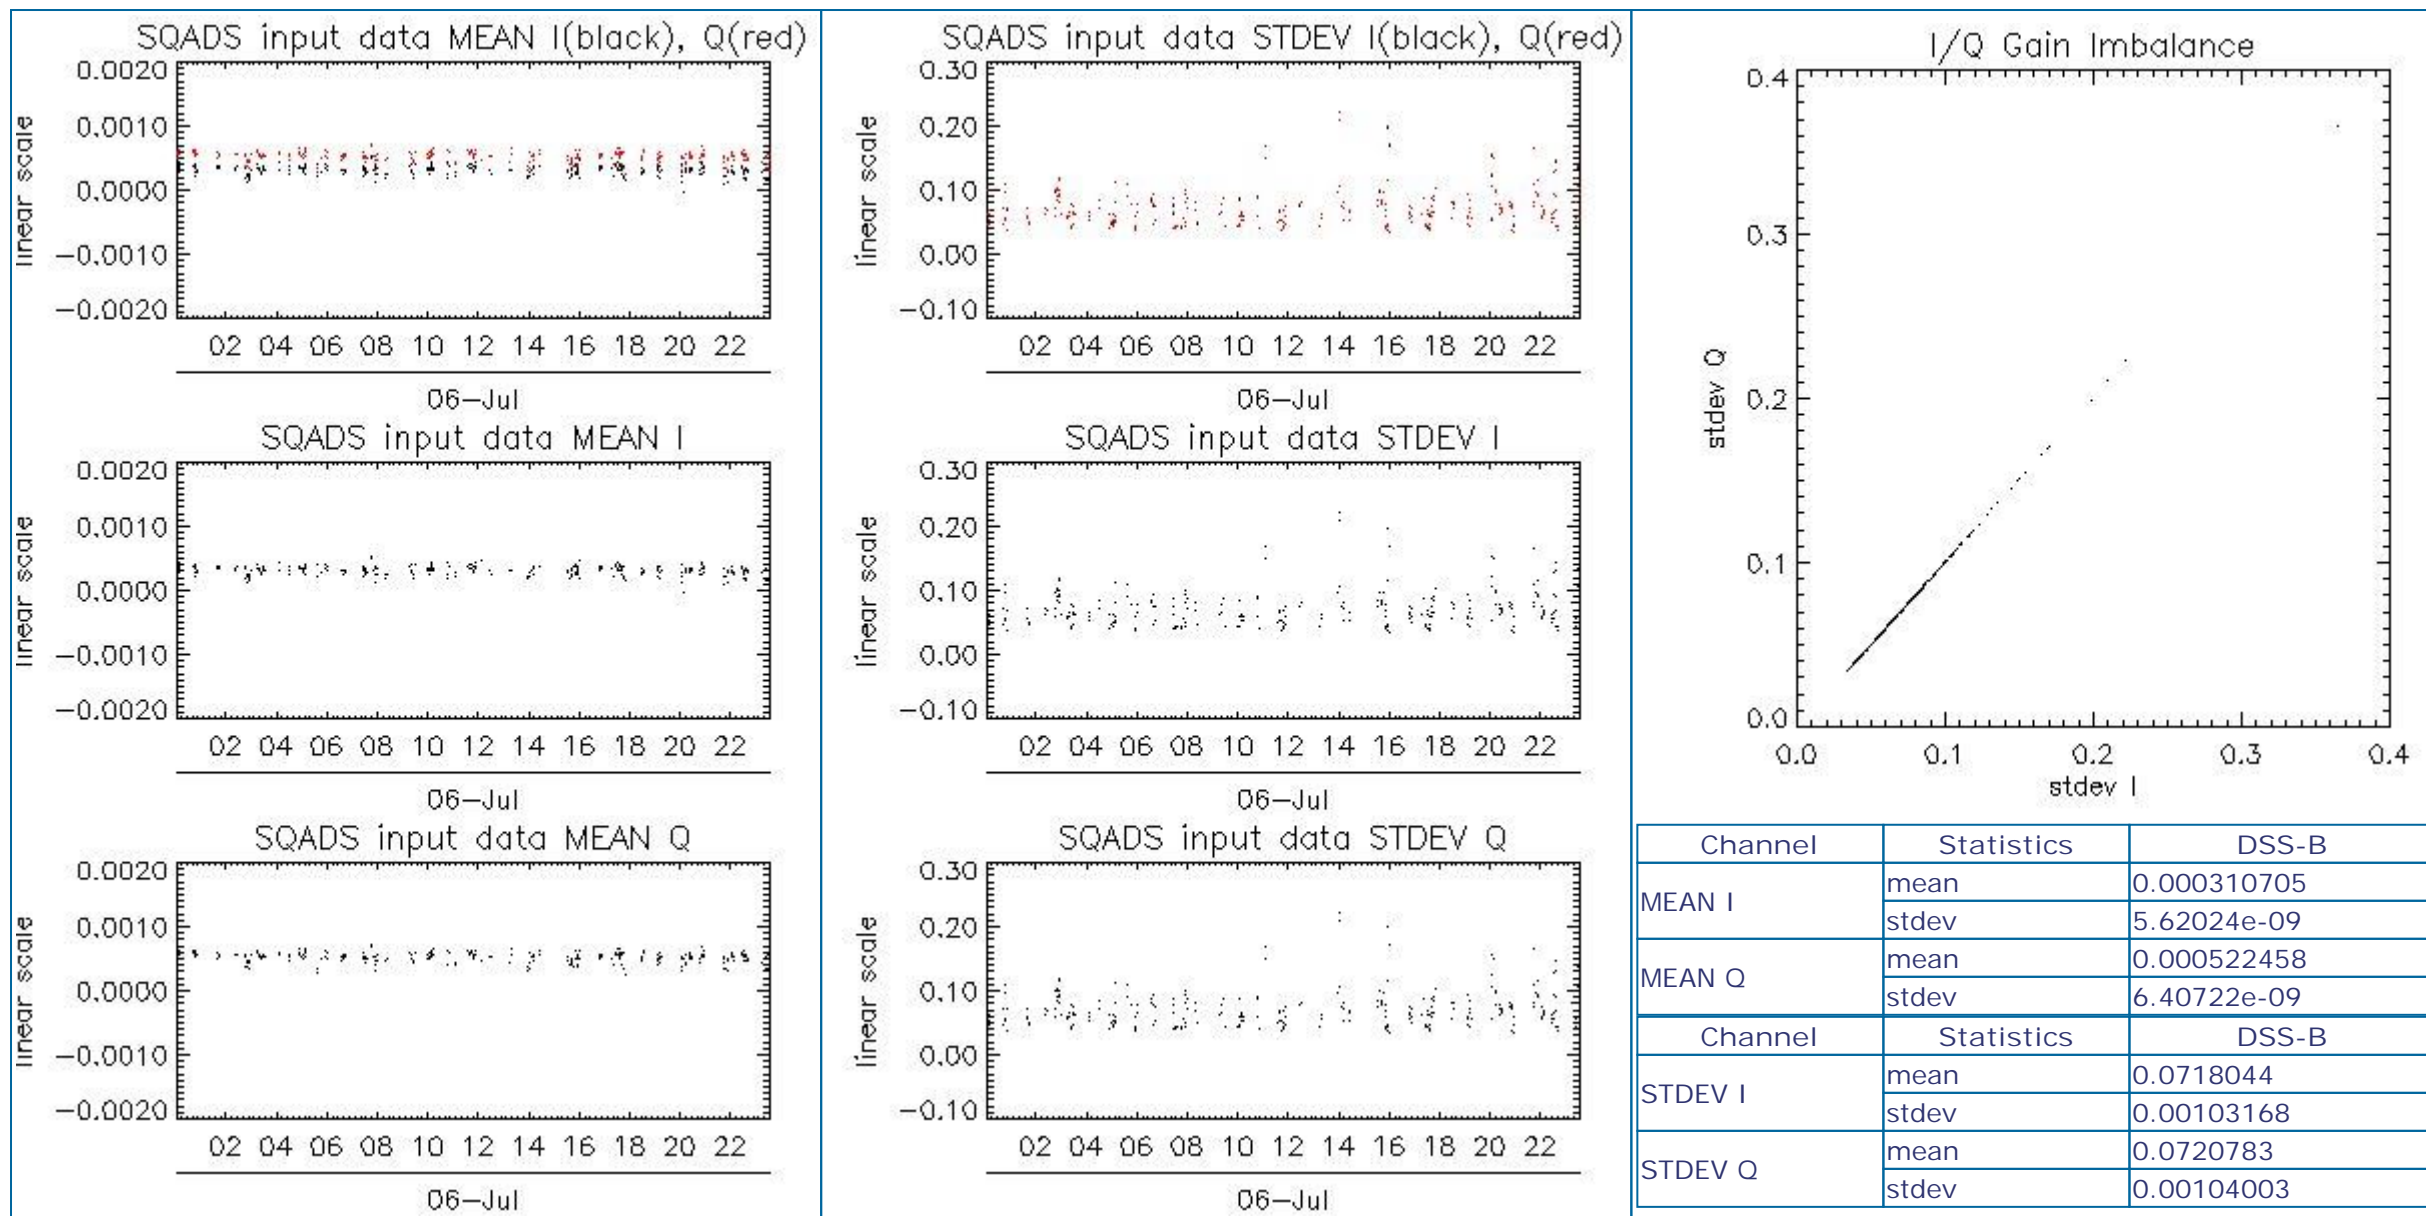 SQADS input data MEAN I(black), Q(red)
0.0020
0.0010
0.0000
−0.0010
−0.0020
linear scale
02 04 06 08 10 12 14 16 18 20 22
06−Jul
SQADS input data MEAN I
0.0020
0.0010
0.0000
−0.0010
−0.0020
linear scale
02 04 06 08 10 12 14 16 18 20 22
06−Jul
SQADS input data MEAN Q
0.0020
0.0010
0.0000
−0.0010
−0.0020
linear scale
02 04 06 08 10 12 14 16 18 20 22
06−Jul
SQADS input data STDEV I(black), Q(red)
0.30
0.20
0.10
0.00
−0.10
linear scale
02 04 06 08 10 12 14 16 18 20 22
06−Jul
SQADS input data STDEV I
0.30
0.20
0.10
0.00
−0.10
linear scale
02 04 06 08 10 12 14 16 18 20 22
06−Jul
SQADS input data STDEV Q
0.30
0.20
0.10
0.00
−0.10
linear scale
02 04 06 08 10 12 14 16 18 20 22
06−Jul
I/Q Gain Imbalance
0.4
0.3
0.2
0.1
0.0
stdev Q
0.0 0.1 0.2 0.3 0.4
stdev I
Channel Statistics DSS-B
MEAN I mean 0.000310705
stdev 5.62024e-09
MEAN Q mean 0.000522458
stdev 6.40722e-09
Channel Statistics DSS-B
STDEV I mean 0.0718044
stdev 0.00103168
STDEV Q mean 0.0720783
stdev 0.00104003